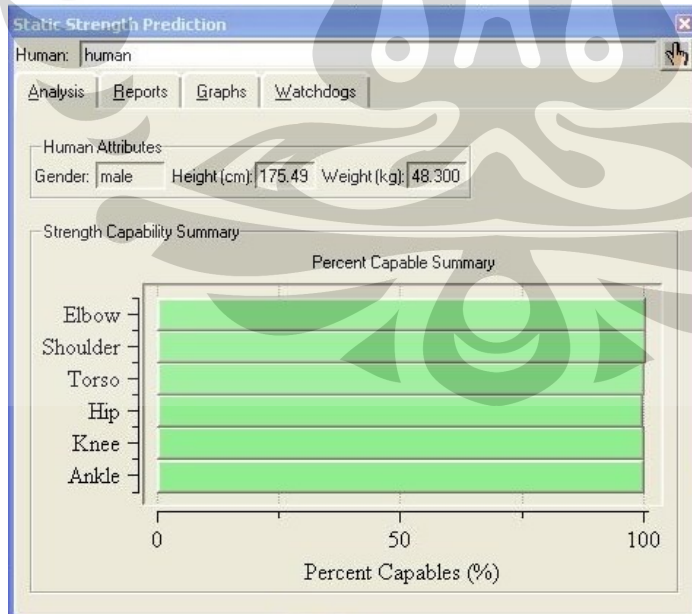 Static Strength Prediction
Human: human
Analysis Reports Graphs Watchdogs
Human Attributes
Gender: male Height (cm): 175.49 Weight (kg): 48.300
Strength Capability Summary
Percent Capable Summary
Elbow
Shoulder
Torso
Hip
Knee
Ankle
0 50 100
Percent Capables (%)